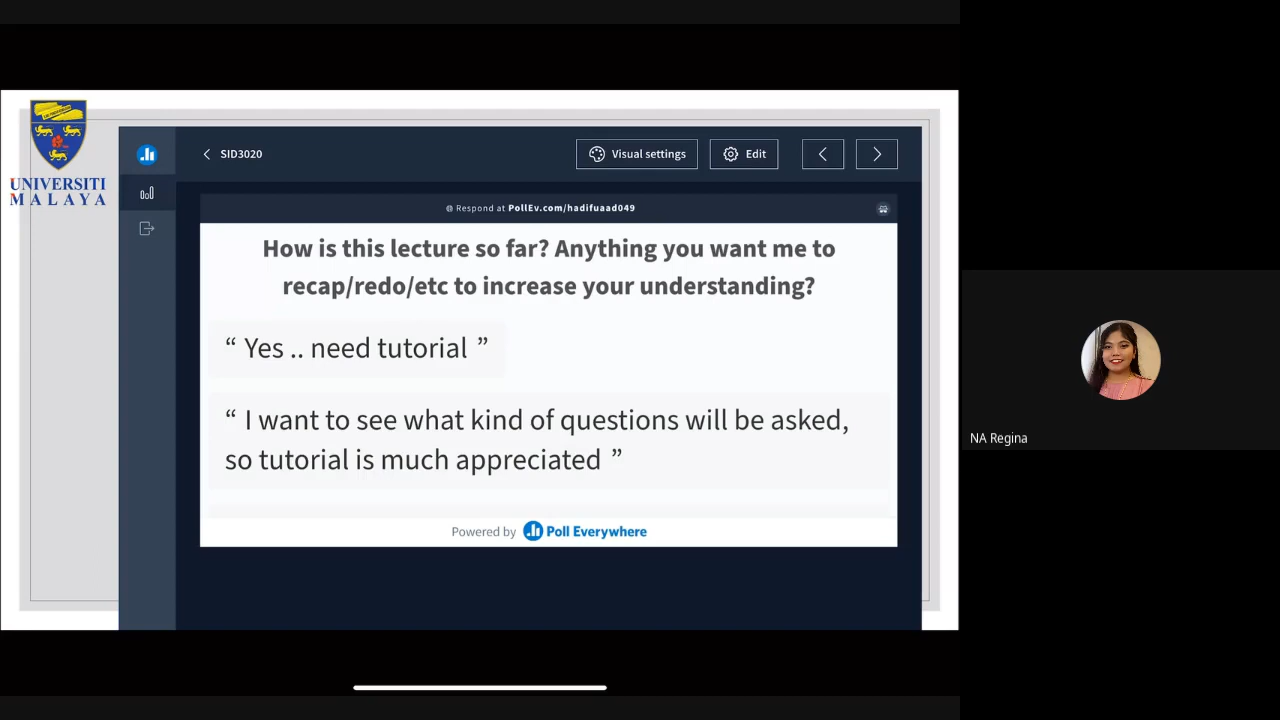 UNIVERSITI
MALAYA
SID3020
Visual settings
Edit
Respond at PollEv.com/hadifuaad049
How is this lecture so far? Anything you want me to
recap/redo/etc to increase your understanding?
“ Yes .. need tutorial ”
“ I want to see what kind of questions will be asked,
so tutorial is much appreciated ”
Powered by Poll Everywhere
NA Regina